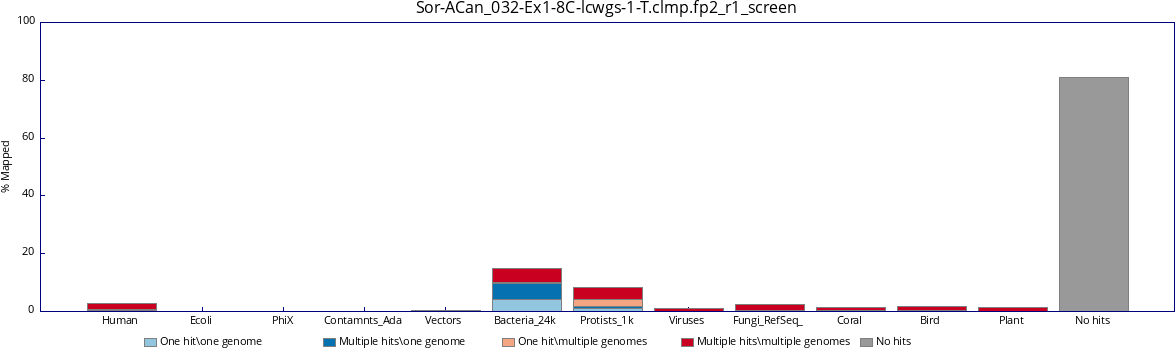 Sor-ACan_032-Ex1-8C-lcwgs-1-T.clmp.fp2_r1_screen
100
80
60
40
20
0
% Mapped
Human Ecoli PhiX Contamnts_Ada Vectors Bacteria_24k Protists_1k Viruses Fungi_RefSeq_ Coral Bird Plant No hits
One hit\one genome Multiple hits\one genome One hit\multiple genomes Multiple hits\multiple genomes No hits